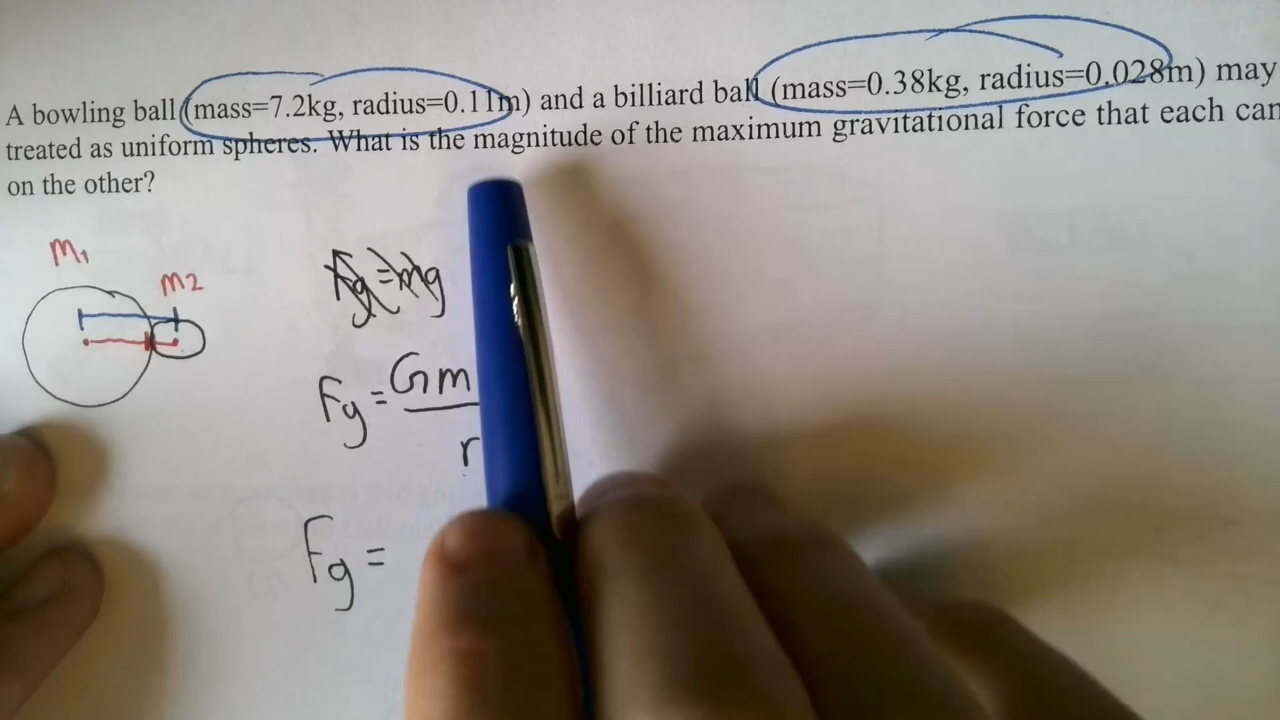 A bowling ball (mass=7.2kg, radius=0.11m) and a billiard ball (mass=0.38kg, radius=0.028m) may
treated as uniform spheres. What is the magnitude of the maximum gravitational force that each can
on the other?
M1
M2
Fg=mg
Fg=Gm
r
Fg=